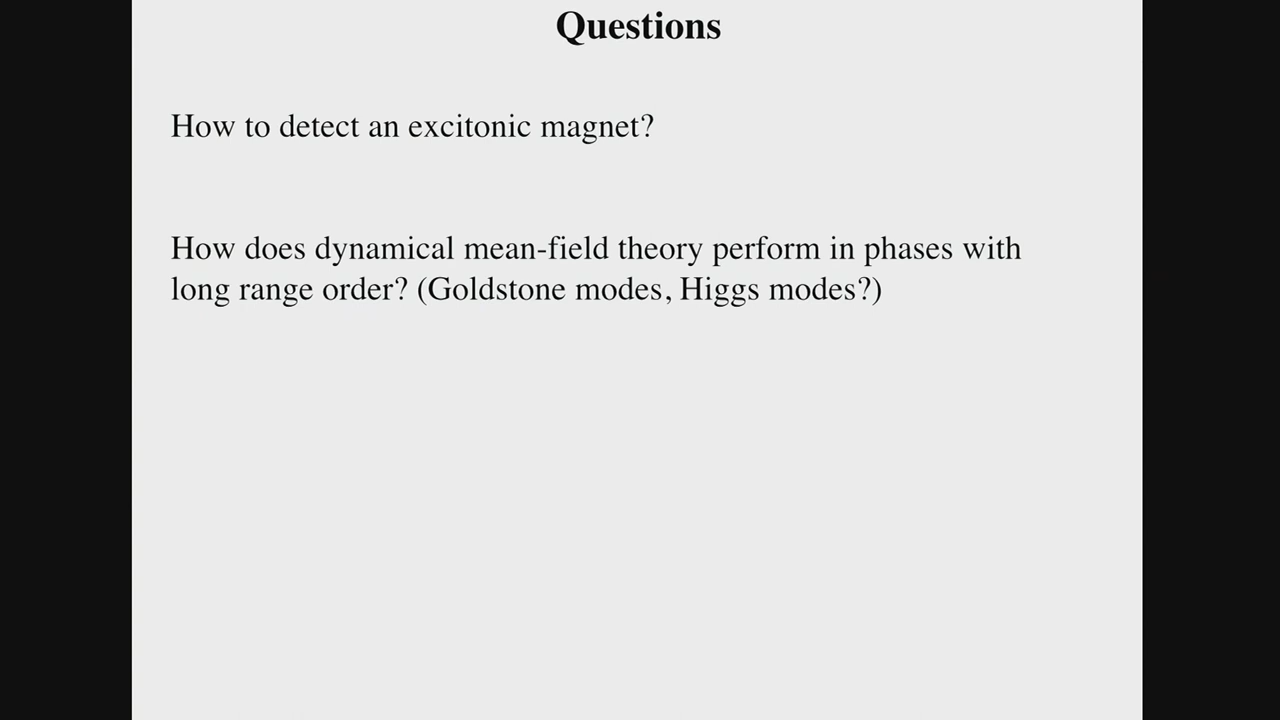 Questions
How to detect an excitonic magnet?
How does dynamical mean-field theory perform in phases with
long range order? (Goldstone modes, Higgs modes?)